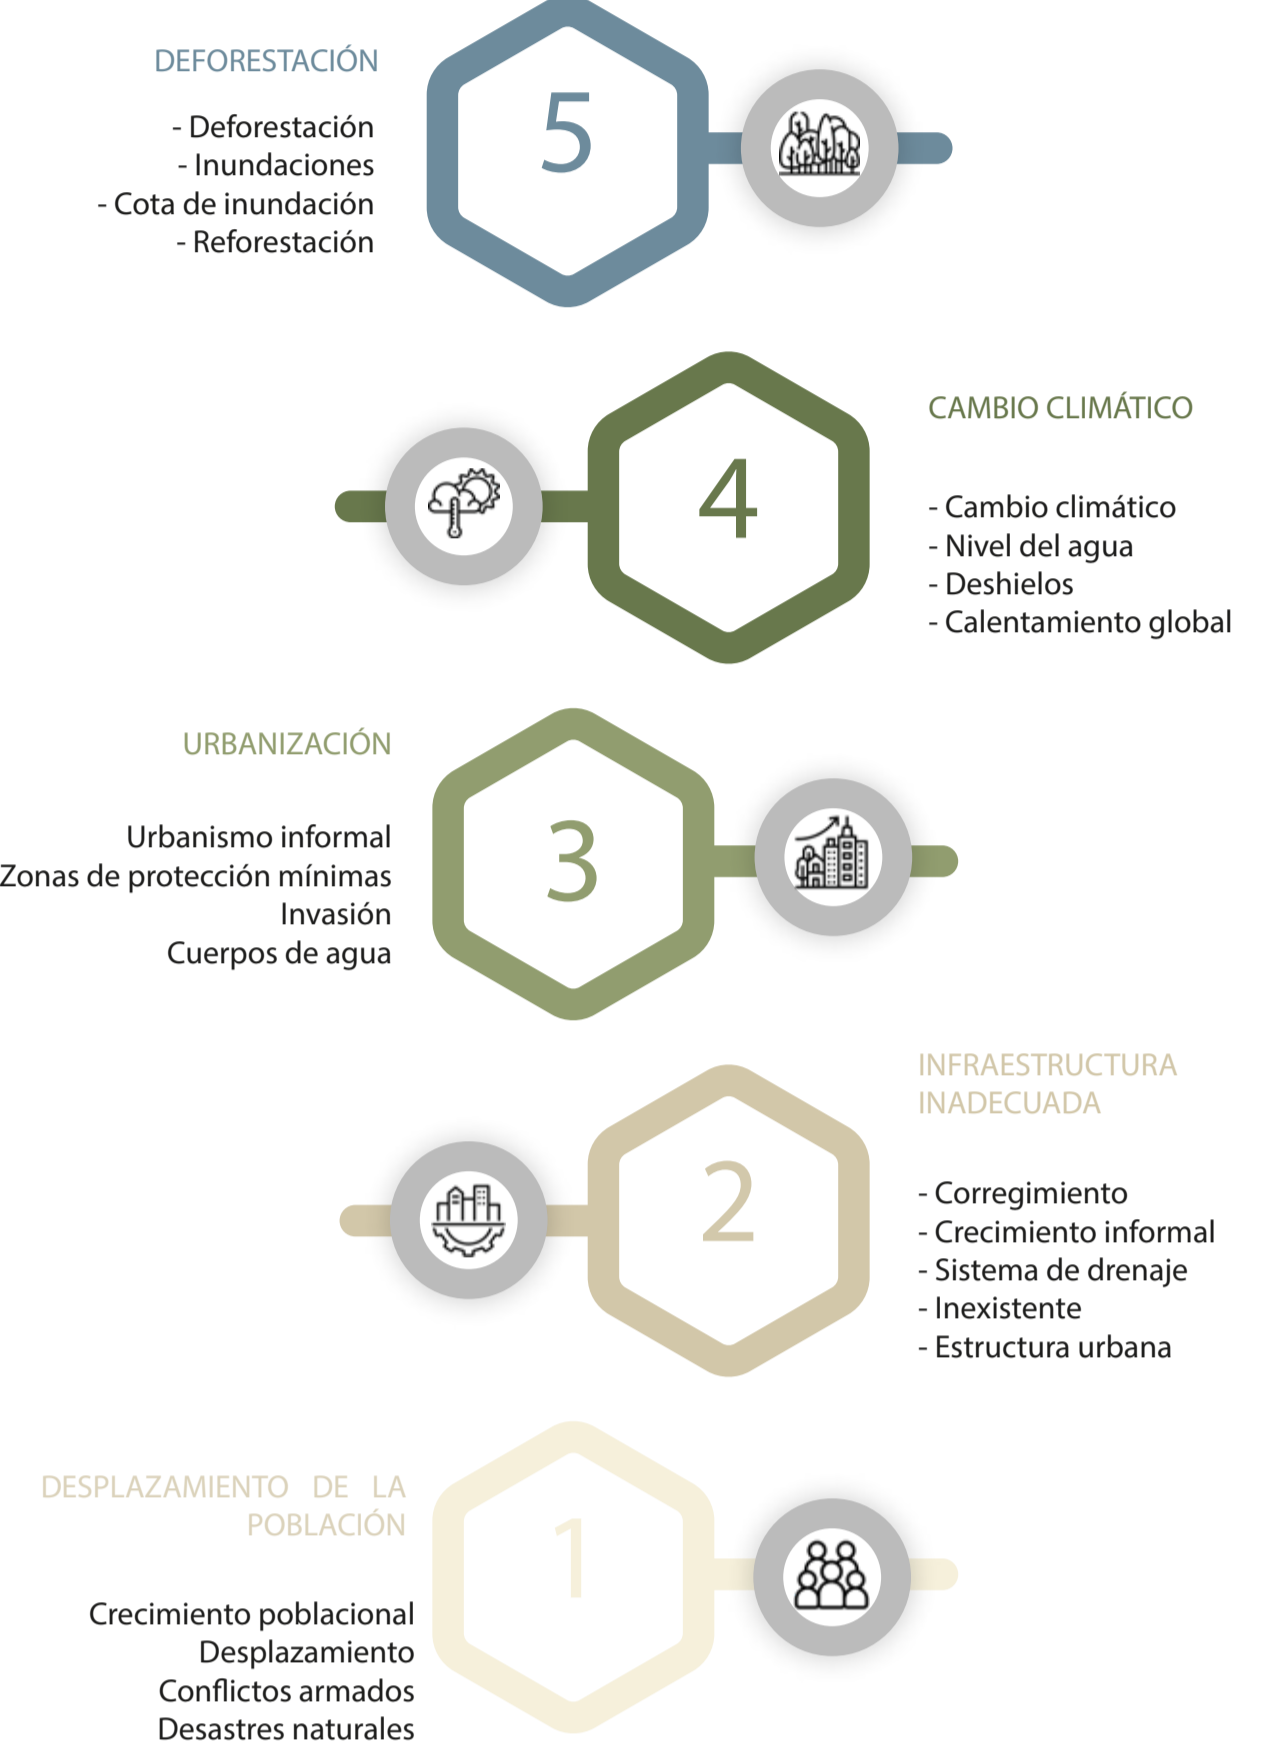 DEFORESTACIÓN
- Deforestación
- Inundaciones
- Cota de inundación
- Reforestación
5
4
CAMBIO CLIMÁTICO
- Cambio climático
- Nivel del agua
- Deshielos
- Calentamiento global
URBANIZACIÓN
Urbanismo informal
Zonas de protección mínimas
Invasión
Cuerpos de agua
3
2
INFRAESTRUCTURA
INADECUADA
- Corregimiento
- Crecimiento informal
- Sistema de drenaje
- Inexistente
- Estructura urbana
DESPLAZAMIENTO DE LA
POBLACIÓN
Crecimiento poblacional
Desplazamiento
Conflictos armados
Desastres naturales
1